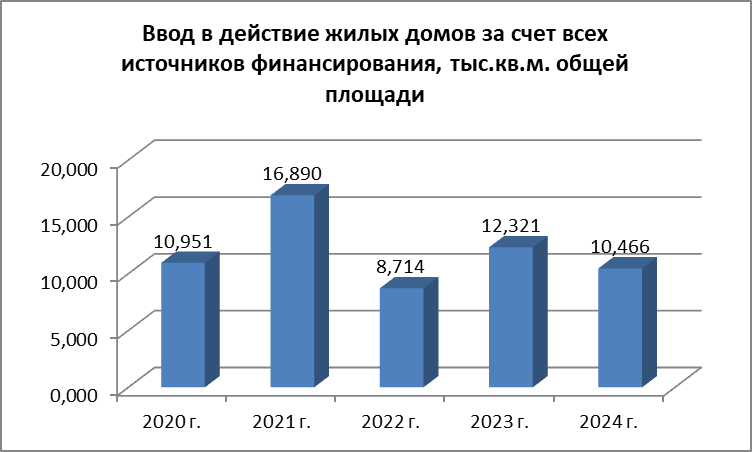 Ввод в действие жилых домов за счет всех
источников финансирования, тыс.кв.м. общей
площади
20,000
15,000
10,000
5,000
0,000
10,951
16,890
8,714
12,321
10,466
2020 г.
2021 г.
2022 г.
2023 г.
2024 г.